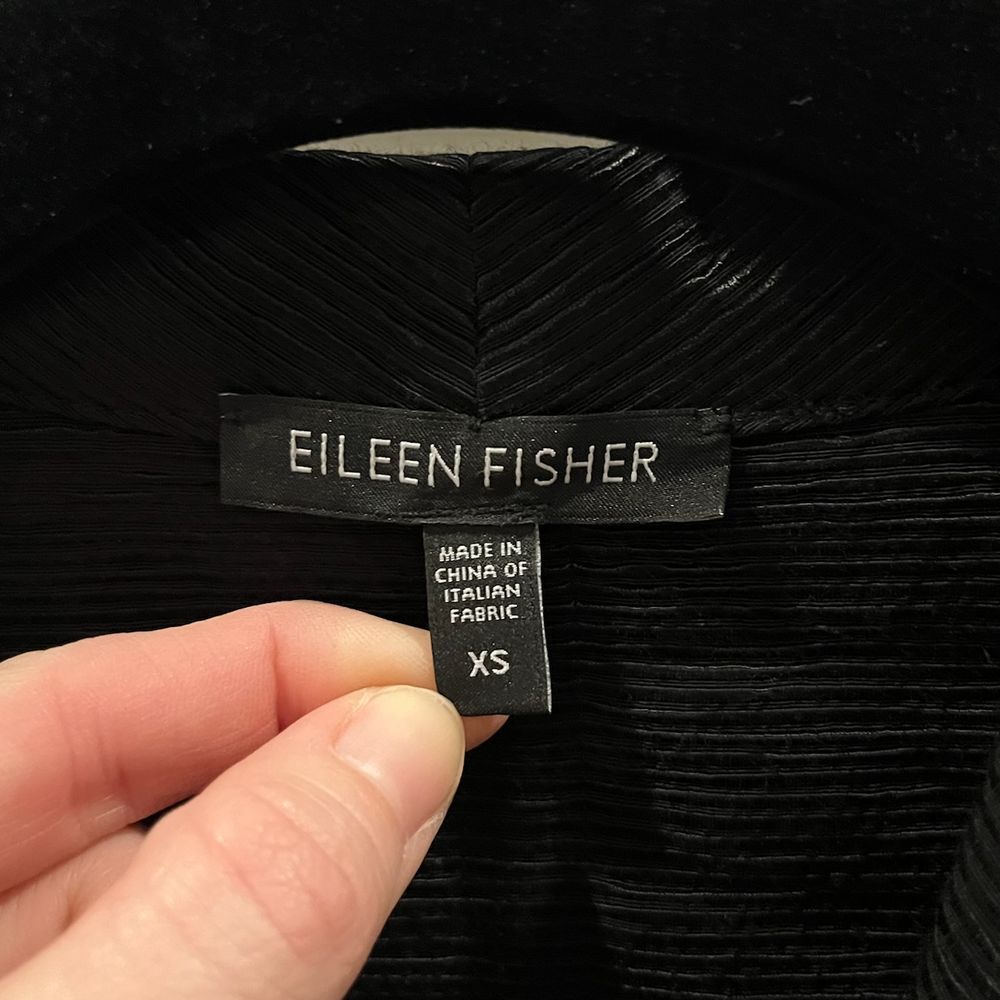 EILEEN FISHER
MADE IN
CHINA OF
ITALIAN
FABRIC
XS